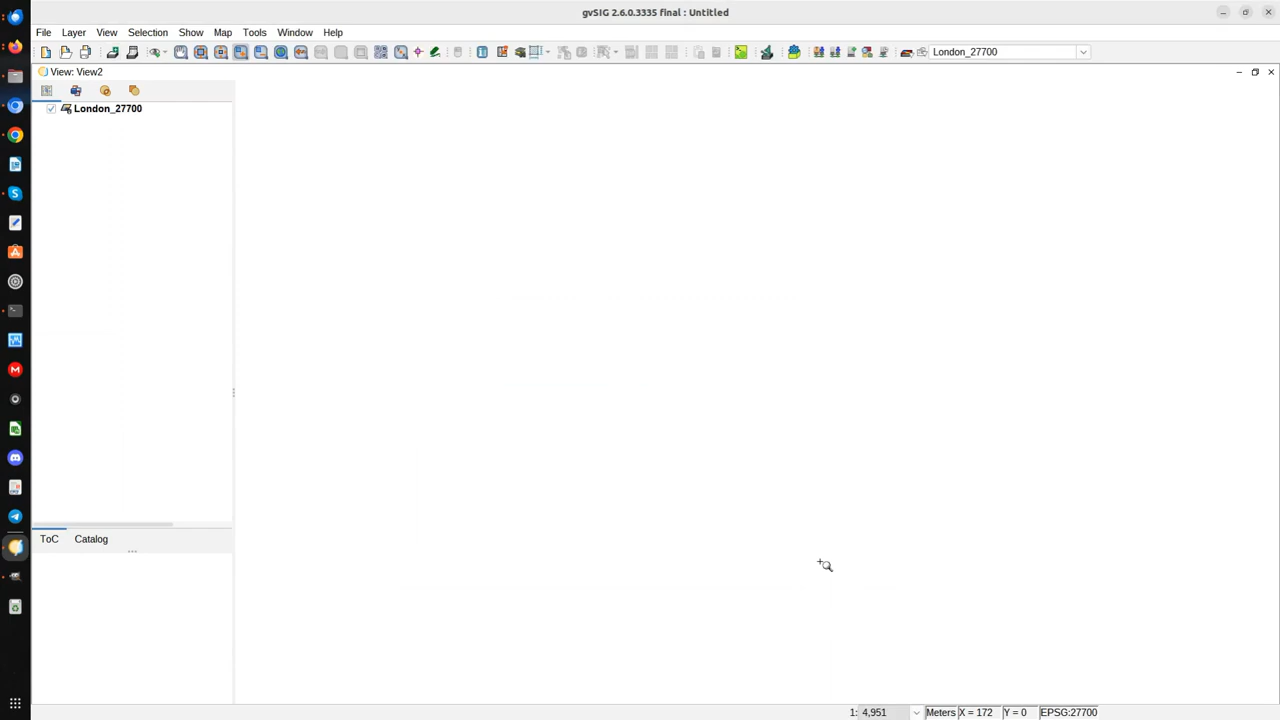 gvSIG 2.6.0.3335 final : Untitled
File Layer View Selection Show Map Tools Window Help
London_27700
View: View2
London_27700
ToC Catalog
1: 4,951 Meters X = 172 Y = 0 EPSG:27700